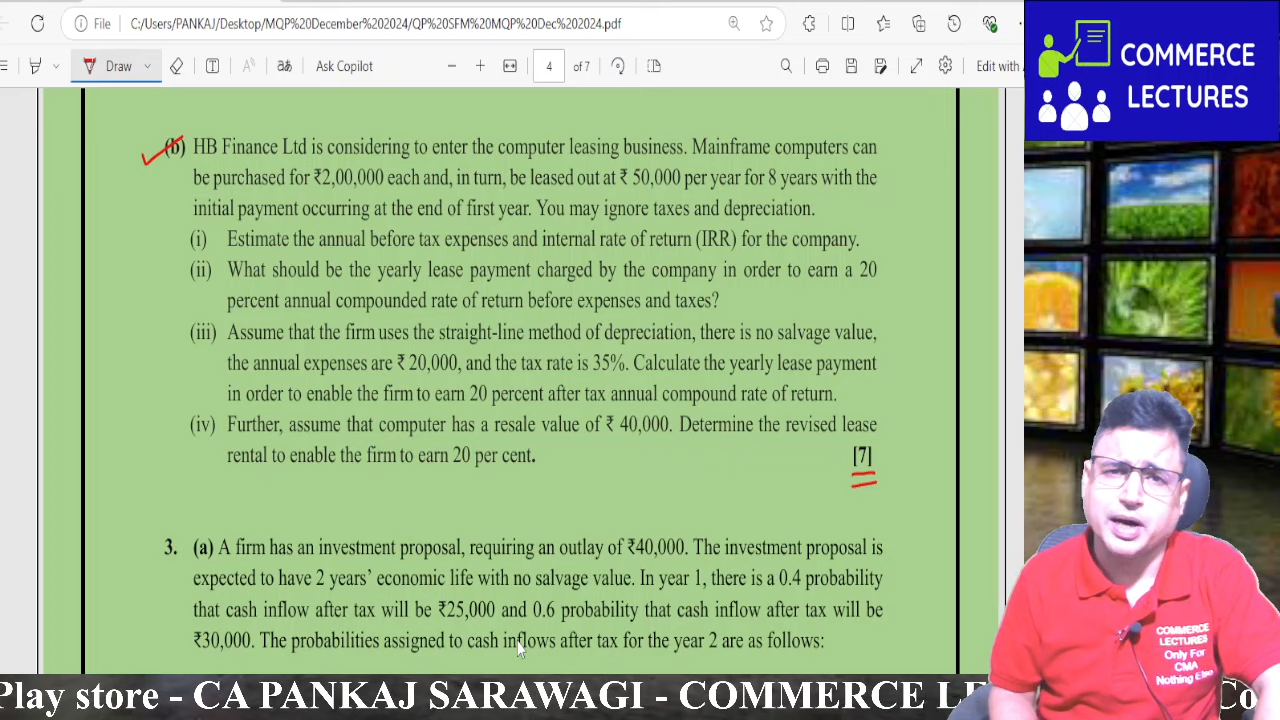 File
C:/Users/PANKAJ/Desktop/MQP%20December%202024/QP%20SFM%20MQP%20Dec%202024.pdf
Draw
Ask Copilot
4 of 7
Edit with
COMMERCE
LECTURES
(b) HB Finance Ltd is considering to enter the computer leasing business. Mainframe computers can
be purchased for ₹2,00,000 each and, in turn, be leased out at ₹ 50,000 per year for 8 years with the
initial payment occurring at the end of first year. You may ignore taxes and depreciation.
(i) Estimate the annual before tax expenses and internal rate of return (IRR) for the company.
(ii) What should be the yearly lease payment charged by the company in order to earn a 20
percent annual compounded rate of return before expenses and taxes?
(iii) Assume that the firm uses the straight-line method of depreciation, there is no salvage value,
the annual expenses are ₹ 20,000, and the tax rate is 35%. Calculate the yearly lease payment
in order to enable the firm to earn 20 percent after tax annual compound rate of return.
(iv) Further, assume that computer has a resale value of ₹ 40,000. Determine the revised lease
rental to enable the firm to earn 20 per cent. [7]
3. (a) A firm has an investment proposal, requiring an outlay of ₹40,000. The investment proposal is
expected to have 2 years' economic life with no salvage value. In year 1, there is a 0.4 probability
that cash inflow after tax will be ₹25,000 and 0.6 probability that cash inflow after tax will be
₹30,000. The probabilities assigned to cash inflows after tax for the year 2 are as follows:
COMMERCE
LECTURES
Only For
CMA
Nothing Else
Play store - CA PANKAJ SARAWAGI - COMMERCE LE Co